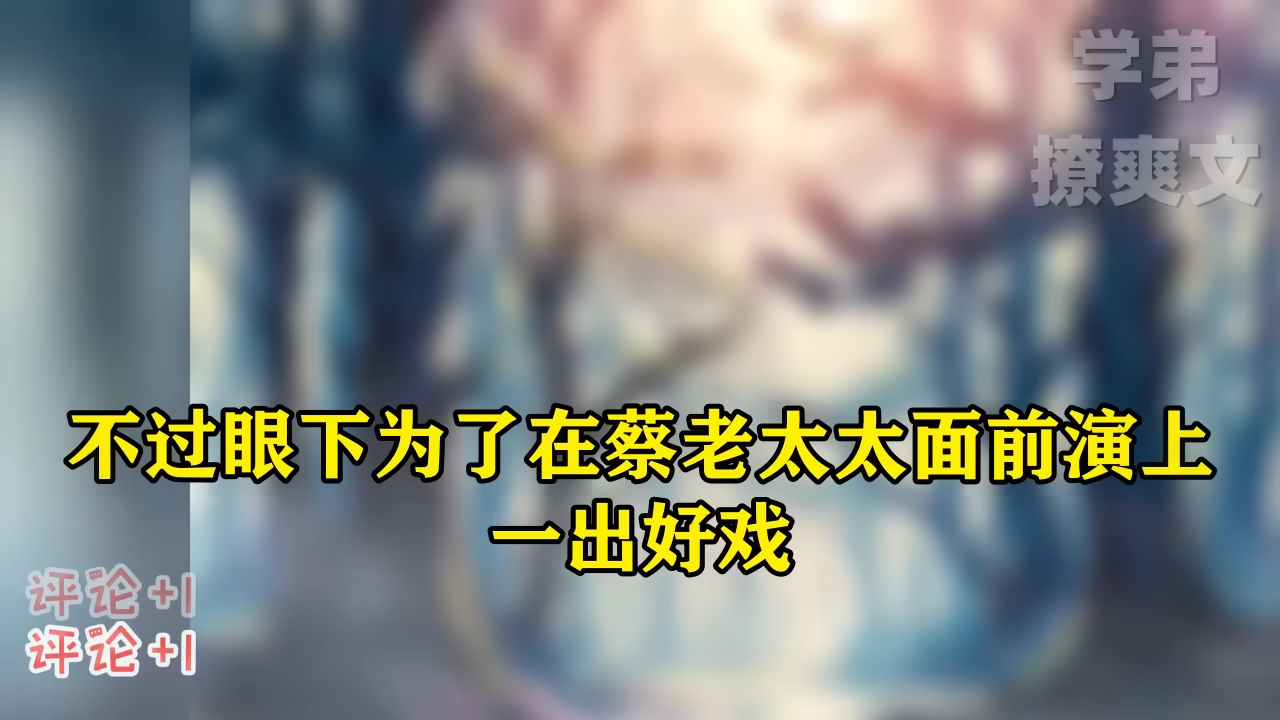 学弟
撩爽文
不过眼下为了在蔡老太太面前演上
一出好戏
评论+1
评论+1